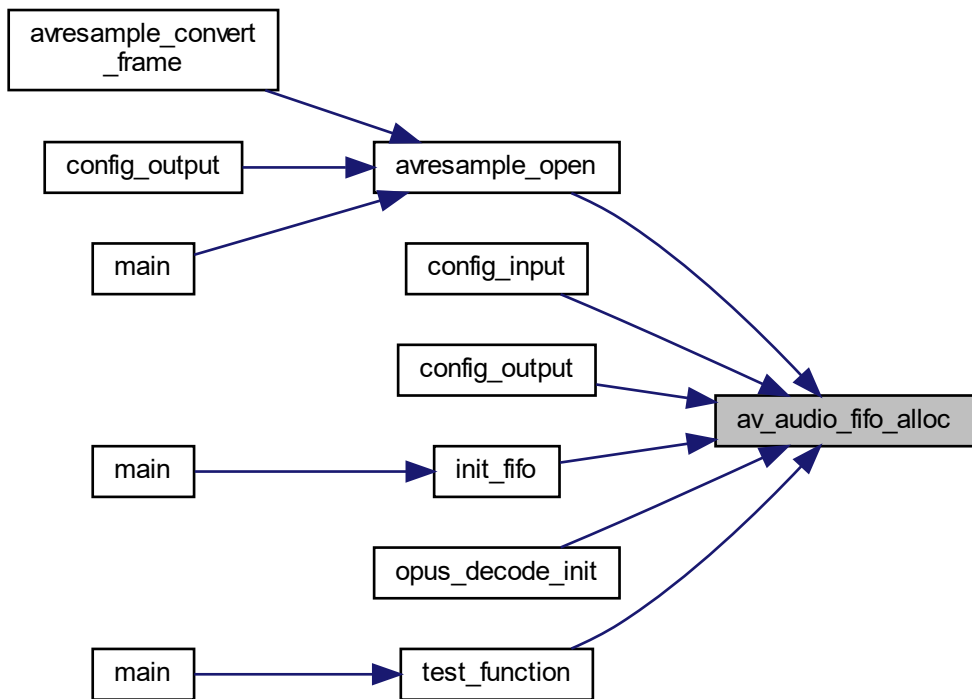 avresample_convert
_frame
config_output
avresample_open
main
config_input
config_output
av_audio_fifo_alloc
main
init_fifo
opus_decode_init
main
test_function